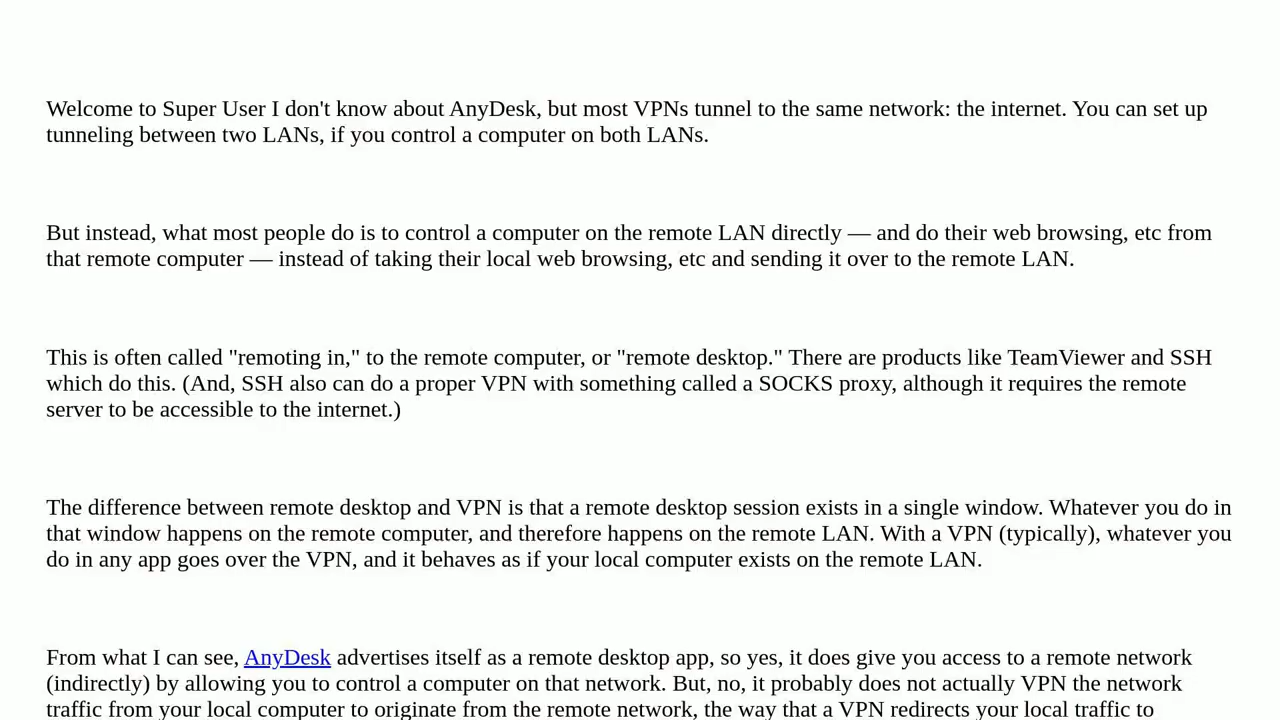 Welcome to Super User I don't know about AnyDesk, but most VPNs tunnel to the same network: the internet. You can set up
tunneling between two LANs, if you control a computer on both LANs.
But instead, what most people do is to control a computer on the remote LAN directly — and do their web browsing, etc from
that remote computer — instead of taking their local web browsing, etc and sending it over to the remote LAN.
This is often called "remoting in," to the remote computer, or "remote desktop." There are products like TeamViewer and SSH
which do this. (And, SSH also can do a proper VPN with something called a SOCKS proxy, although it requires the remote
server to be accessible to the internet.)
The difference between remote desktop and VPN is that a remote desktop session exists in a single window. Whatever you do in
that window happens on the remote computer, and therefore happens on the remote LAN. With a VPN (typically), whatever you
do in any app goes over the VPN, and it behaves as if your local computer exists on the remote LAN.
From what I can see, AnyDesk advertises itself as a remote desktop app, so yes, it does give you access to a remote network
(indirectly) by allowing you to control a computer on that network. But, no, it probably does not actually VPN the network
traffic from your local computer to originate from the remote network, the way that a VPN redirects your local traffic to